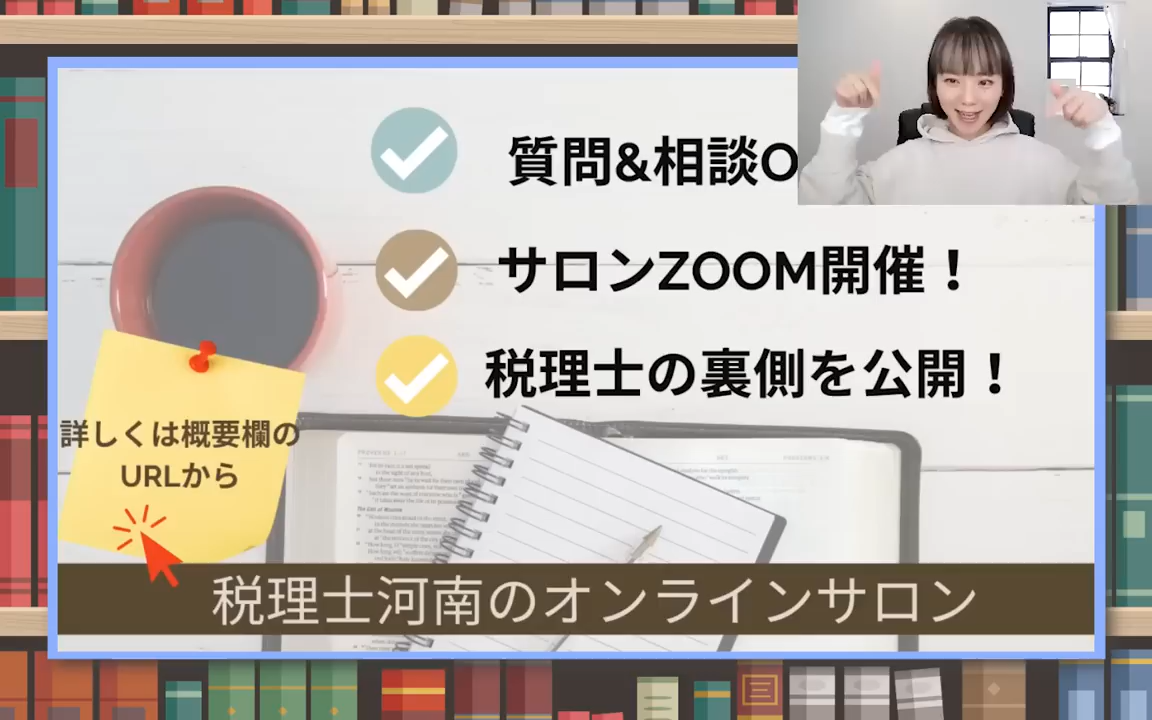 質問&相談O
サロンZOOM開催！
税理士の裏側を公開！
詳しくは概要欄の
URLから
税理士河南のオンラインサロン